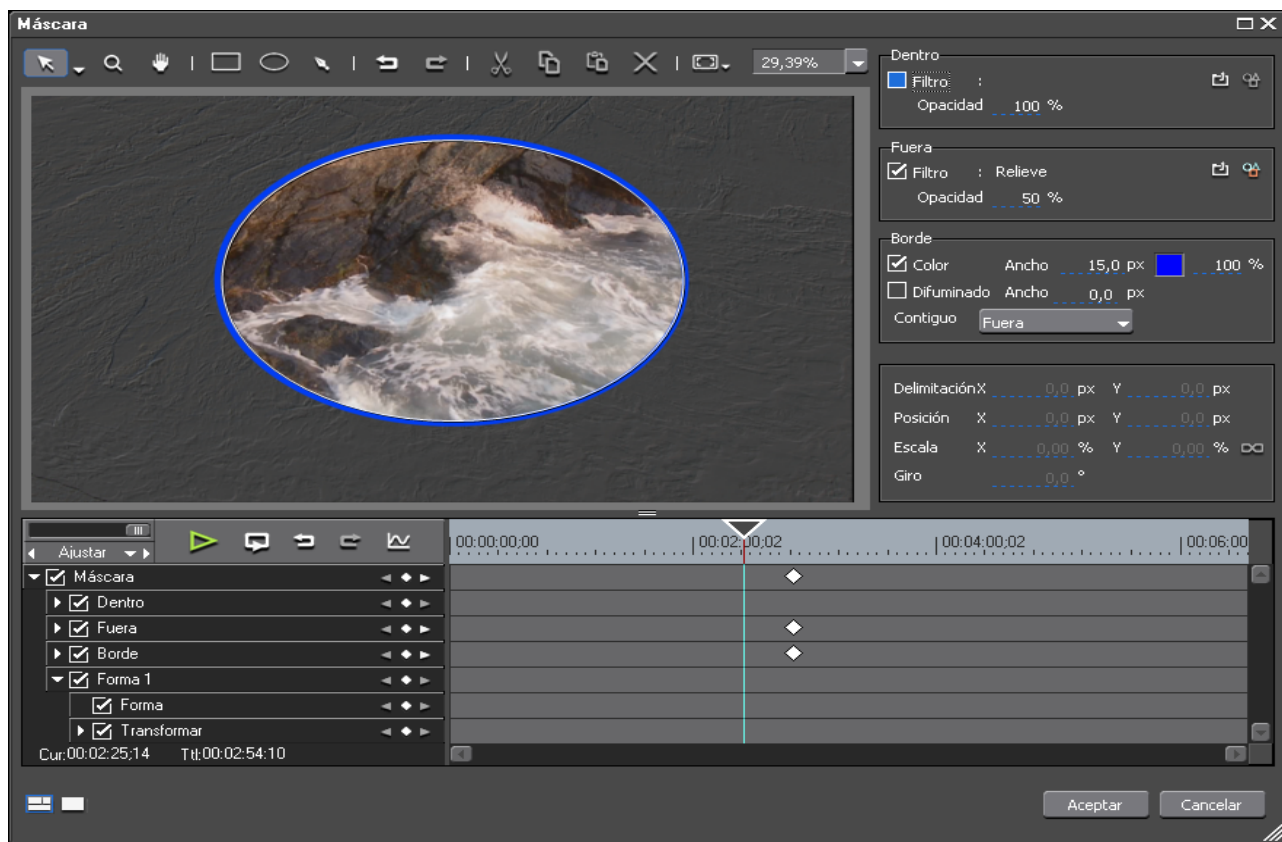 Máscara
29,39%
Dentro
Filtro :
Opacidad 100 %
Fuera
Filtro : Relieve
Opacidad 50 %
Borde
Color Ancho 15,0 px 100 %
Difuminado Ancho 0,0 px
Contiguo Fuera
Delimitación X 0,0 px Y 0,0 px
Posición X 0,0 px Y 0,0 px
Escala X 0,00 % Y 0,00 %
Giro 0,0 °
Ajustar
00:00:00;00 00:02:00;02 00:04:00;02 00:06:00
Máscara
Dentro
Fuera
Borde
Forma 1
Forma
Transformar
Cur:00:02:25;14 Ttl:00:02:54:10
Aceptar Cancelar